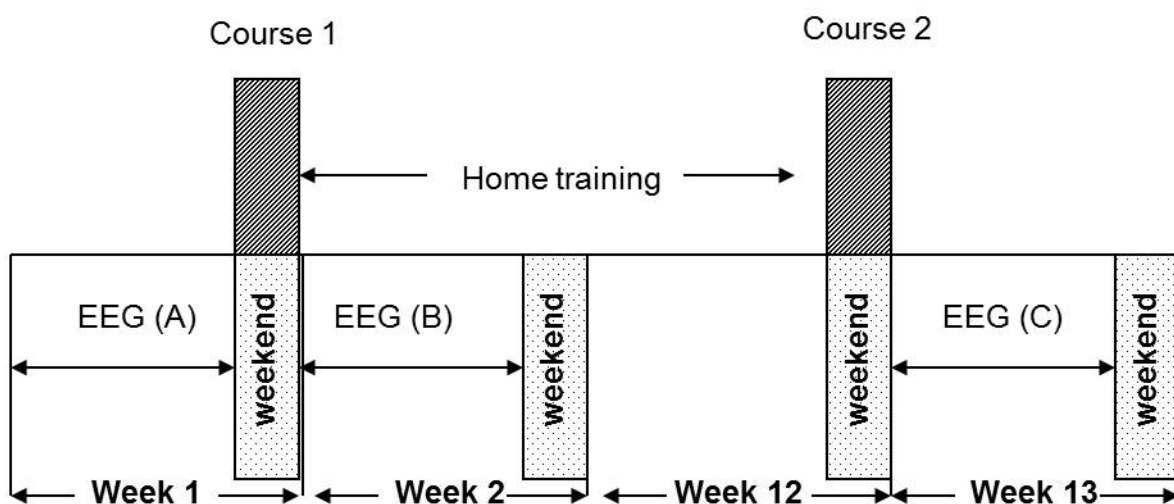 Course 1
Course 2
Home training
EEG (A)
weekend
EEG (B)
weekend
weekend
EEG (C)
weekend
Week 1
Week 2
Week 12
Week 13